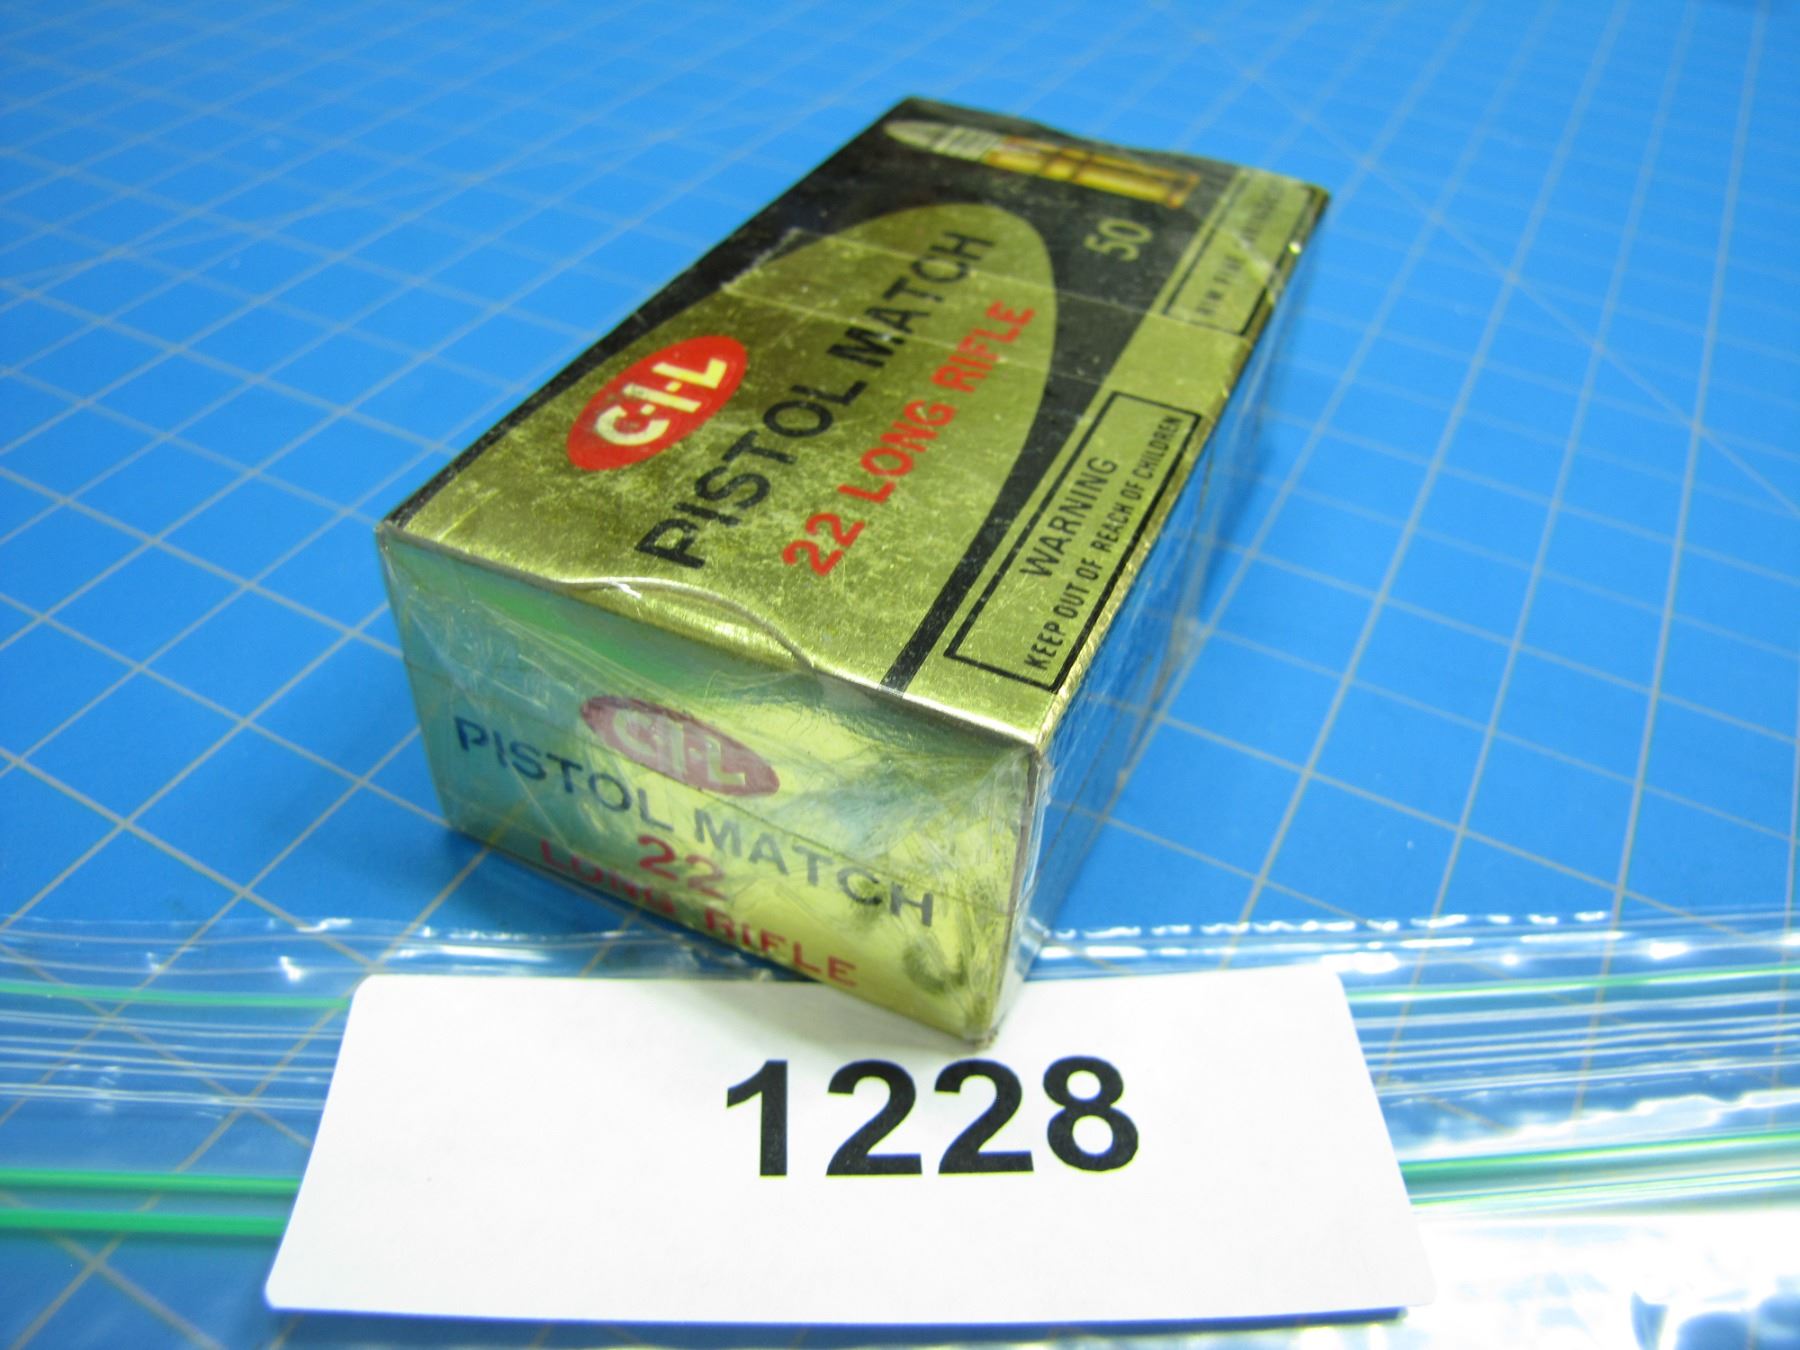 C-I-L
PISTOL MATCH
22 LONG RIFLE
50
WARNING
KEEP OUT OF REACH OF CHILDREN
C-I-L
PISTOL MATCH
22
LONG RIFLE
1228